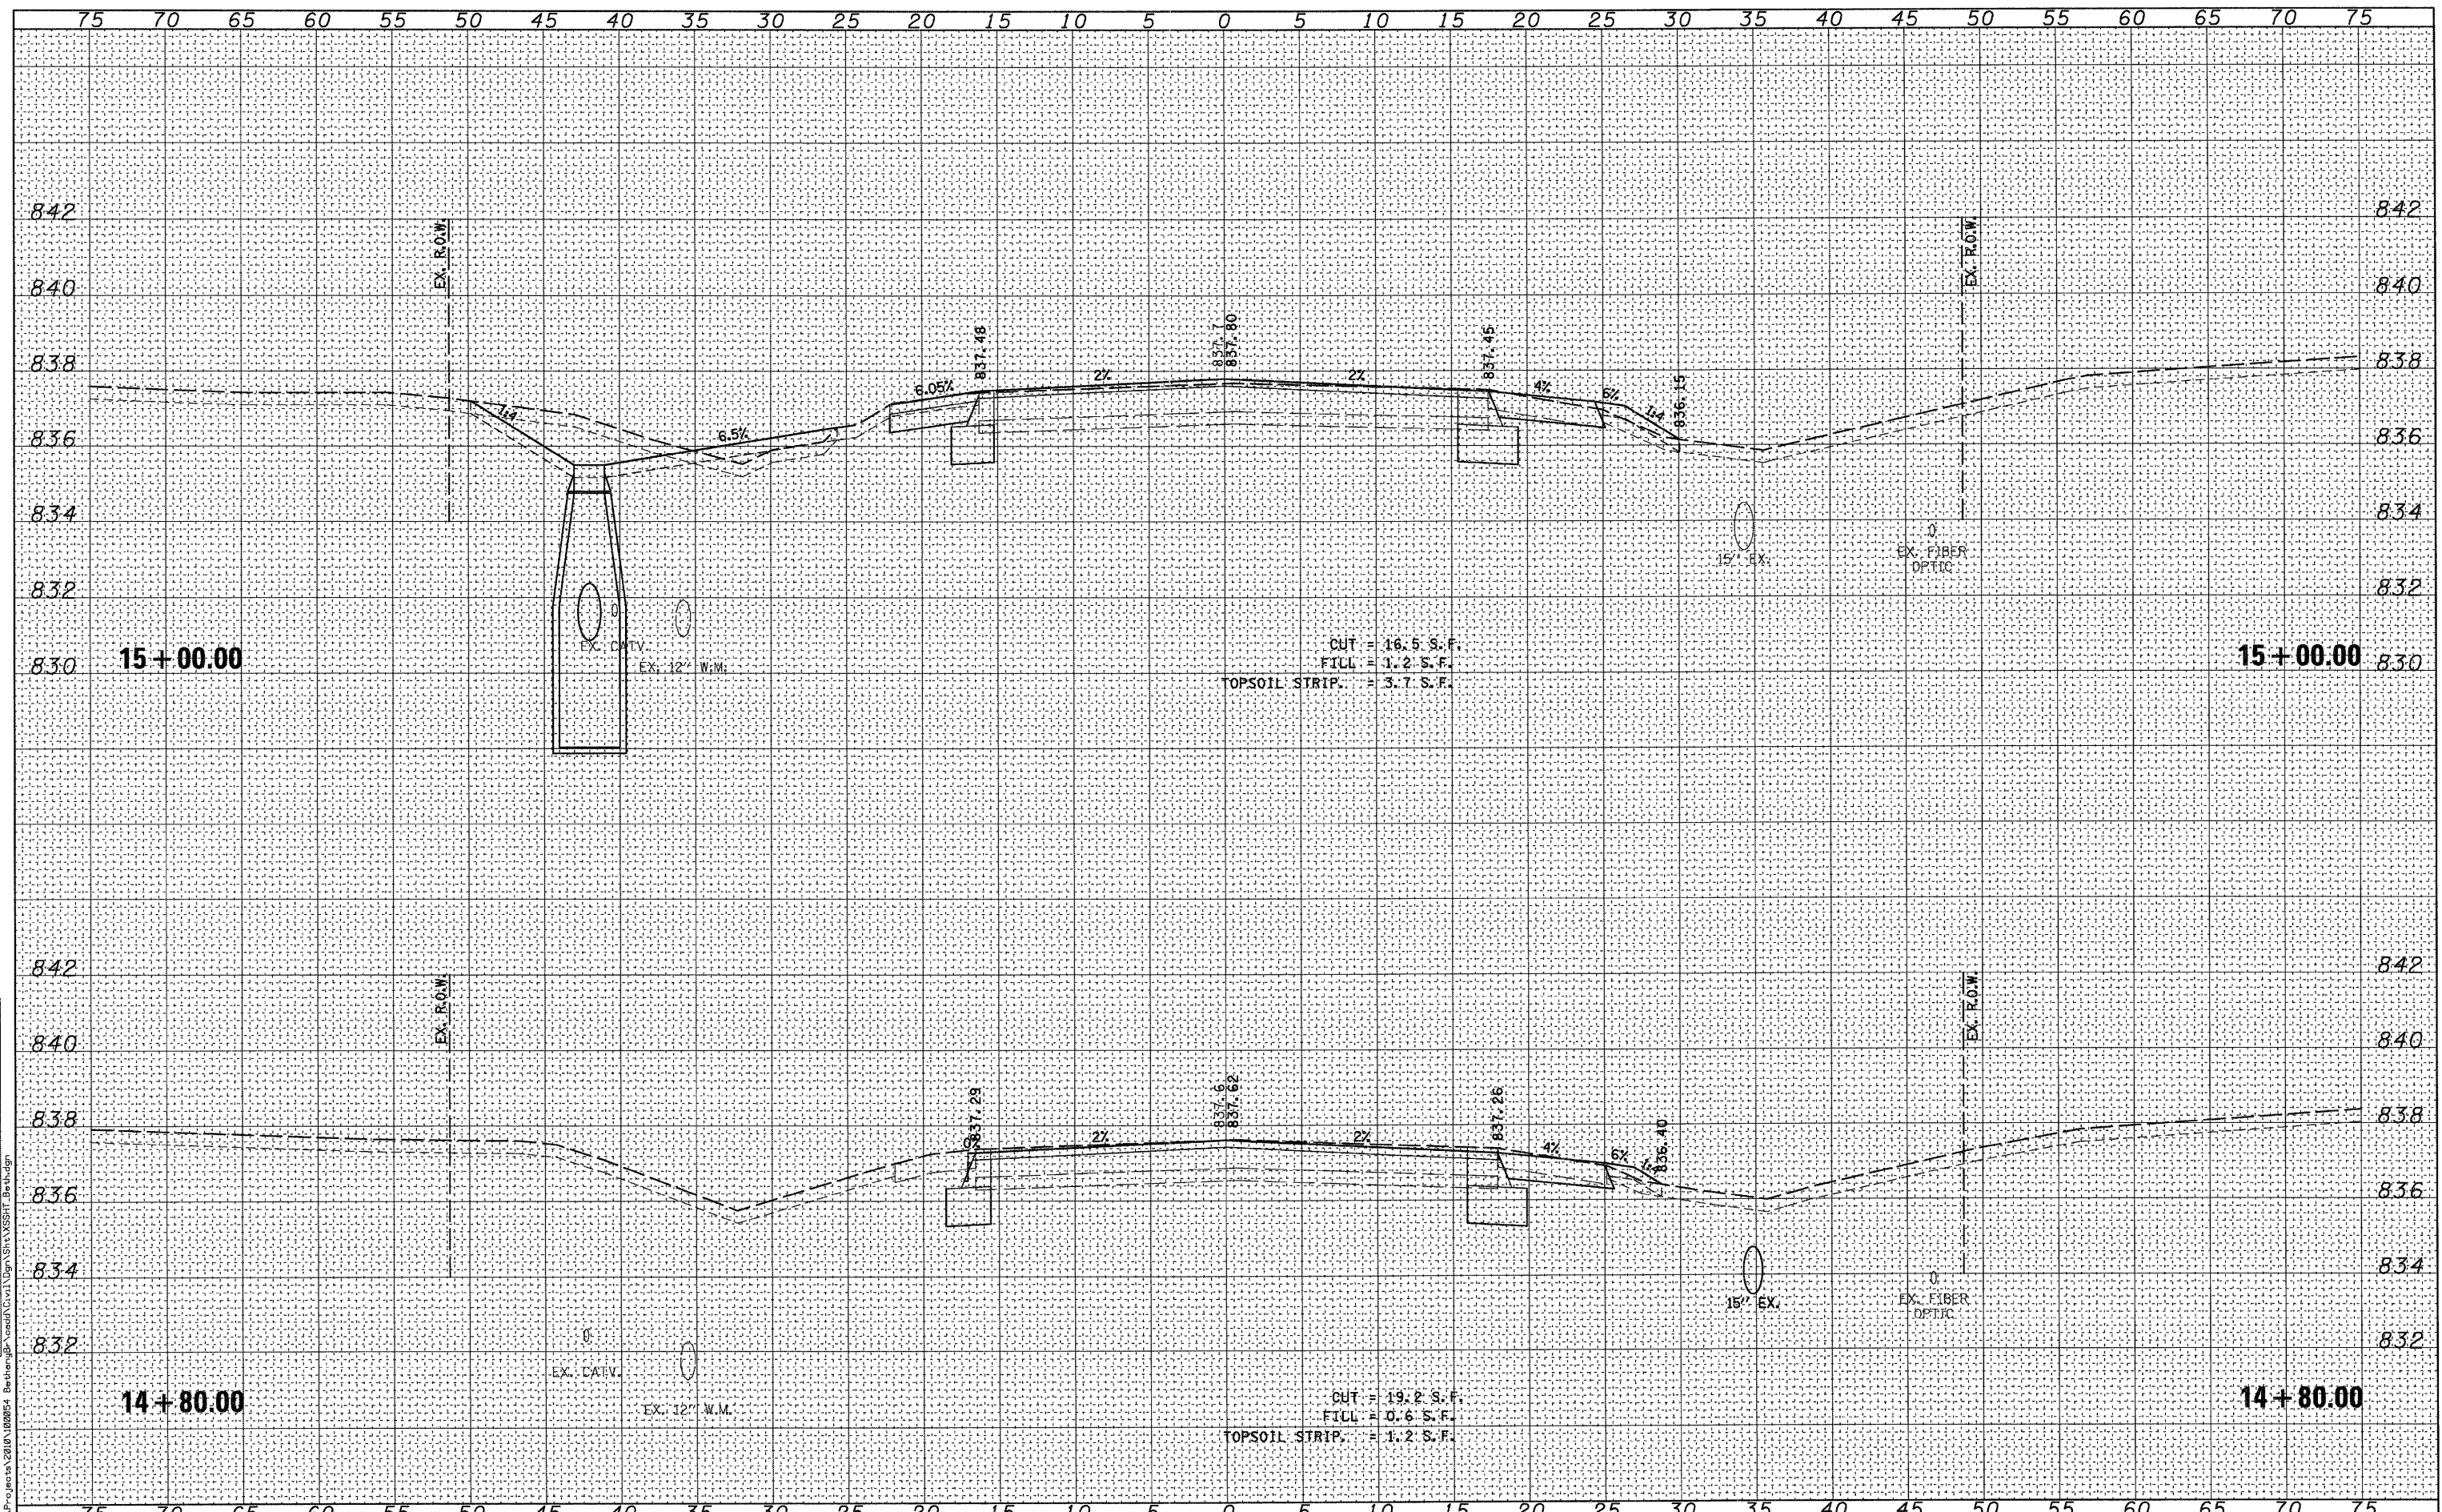 75 70 65 60 55 50 45 40 35 30 25 20 15 10 5 0 5 10 15 20 25 30 35 40 45 50 55 60 65 70 75
842 EX. R.O.W. EX. R.O.W. 842
840 840
837.48 837.7 837.80 837.45 836.15
838 838
6.05% 2% 2% 4% 6%
1:4 1:4
836 6.5% 836
834 834
15" EX. EX. FIBER
OPTIC
832 832
EX. CATV. CUT = 16.5 S.F.
15+00.00 830 EX. 12" W.M. FILL = 1.2 S.F. 15+00.00 830
TOPSOIL STRIP. = 3.7 S.F.
842 EX. R.O.W. EX. R.O.W. 842
840 840
837.29 837.6 837.62 837.26 836.40
838 838
2% 2% 4% 6%
836 836
834 834
15" EX. EX. FIBER
OPTIC
832 832
EX. CATV.
14+80.00 CUT = 19.2 S.F. 14+80.00
EX. 12" W.M. FILL = 0.6 S.F.
TOPSOIL STRIP. = 1.2 S.F.
75 70 65 60 55 50 45 40 35 30 25 20 15 10 5 0 5 10 15 20 25 30 35 40 45 50 55 60 65 70 75